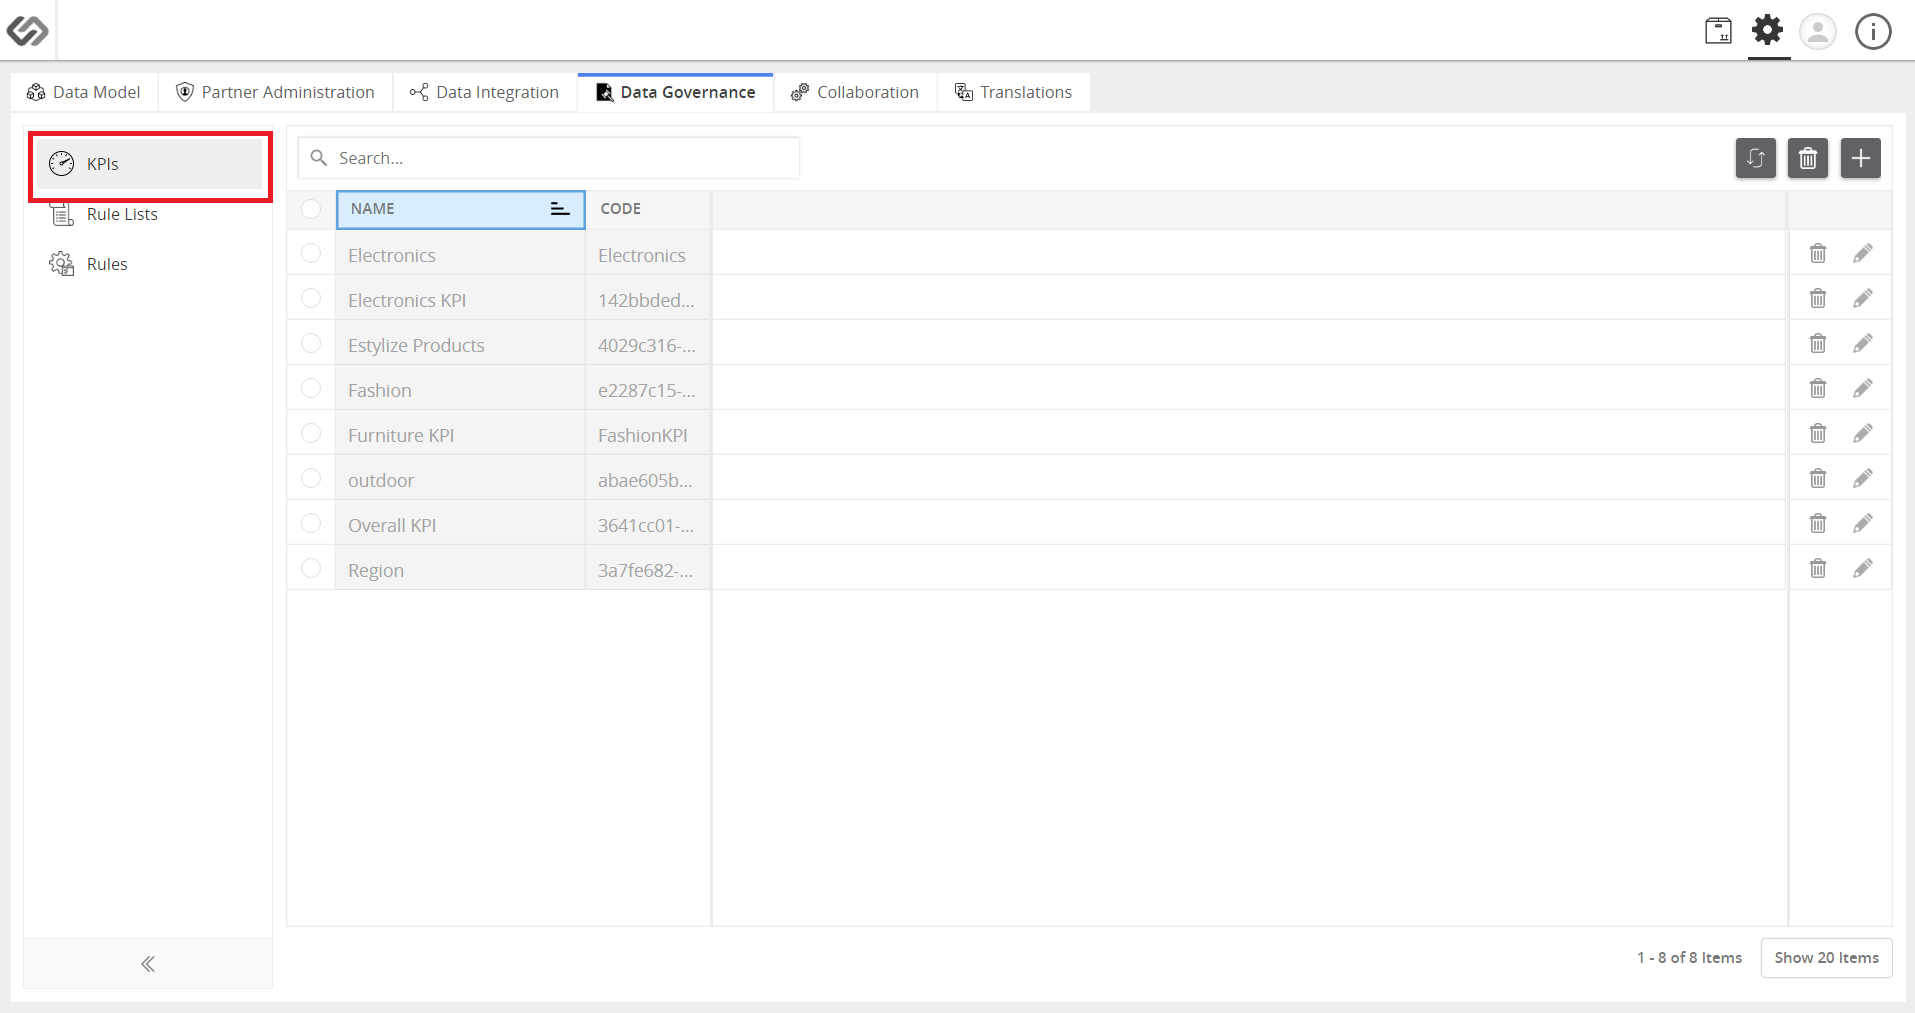 Data Model Partner Administration Data Integration Data Governance Collaboration Translations
KPIs
Rule Lists
Rules
Search...
NAME CODE
Electronics Electronics
Electronics KPI 142bbded...
Estylize Products 4029c316-...
Fashion e2287c15-...
Furniture KPI FashionKPI
outdoor abae605b...
Overall KPI 3641cc01-...
Region 3a7fe682-...
1 - 8 of 8 Items Show 20 Items